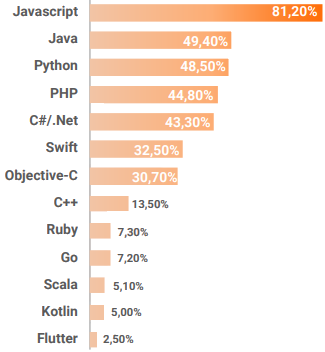 Javascript 81,20%
Java 49,40%
Python 48,50%
PHP 44,80%
C#/.Net 43,30%
Swift 32,50%
Objective-C 30,70%
C++ 13,50%
Ruby 7,30%
Go 7,20%
Scala 5,10%
Kotlin 5,00%
Flutter 2,50%